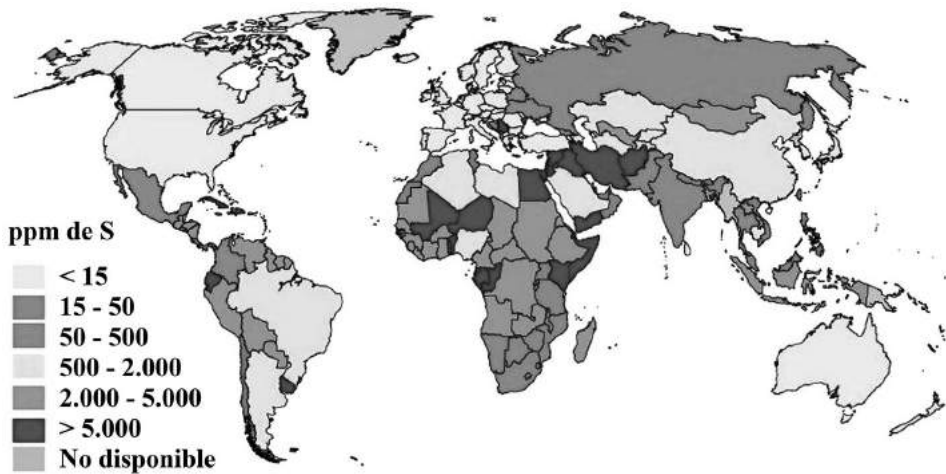 ppm de S
< 15
15 - 50
50 - 500
500 - 2.000
2.000 - 5.000
> 5.000
No disponible